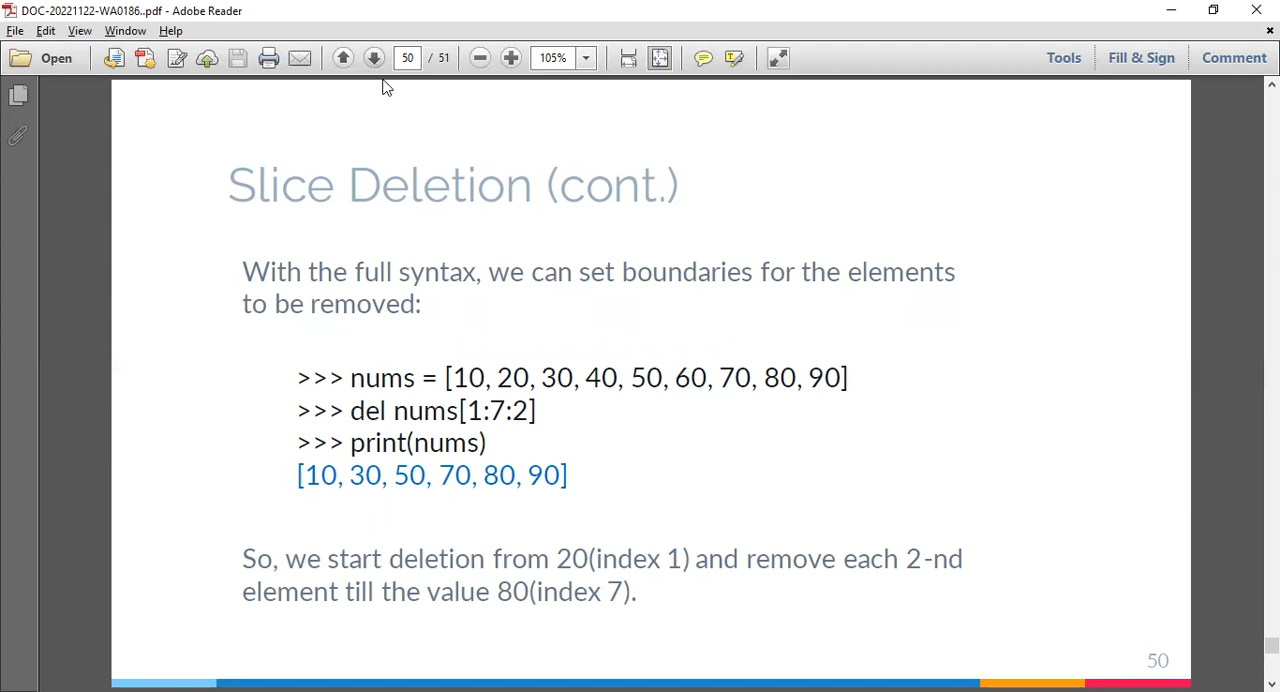 DOC-20221122-WA0186..pdf - Adobe Reader
File Edit View Window Help
Open 50 / 51 105% Tools Fill & Sign Comment
Slice Deletion (cont.)
With the full syntax, we can set boundaries for the elements
to be removed:
>>> nums = [10, 20, 30, 40, 50, 60, 70, 80, 90]
>>> del nums[1:7:2]
>>> print(nums)
[10, 30, 50, 70, 80, 90]
So, we start deletion from 20(index 1) and remove each 2-nd
element till the value 80(index 7).
50